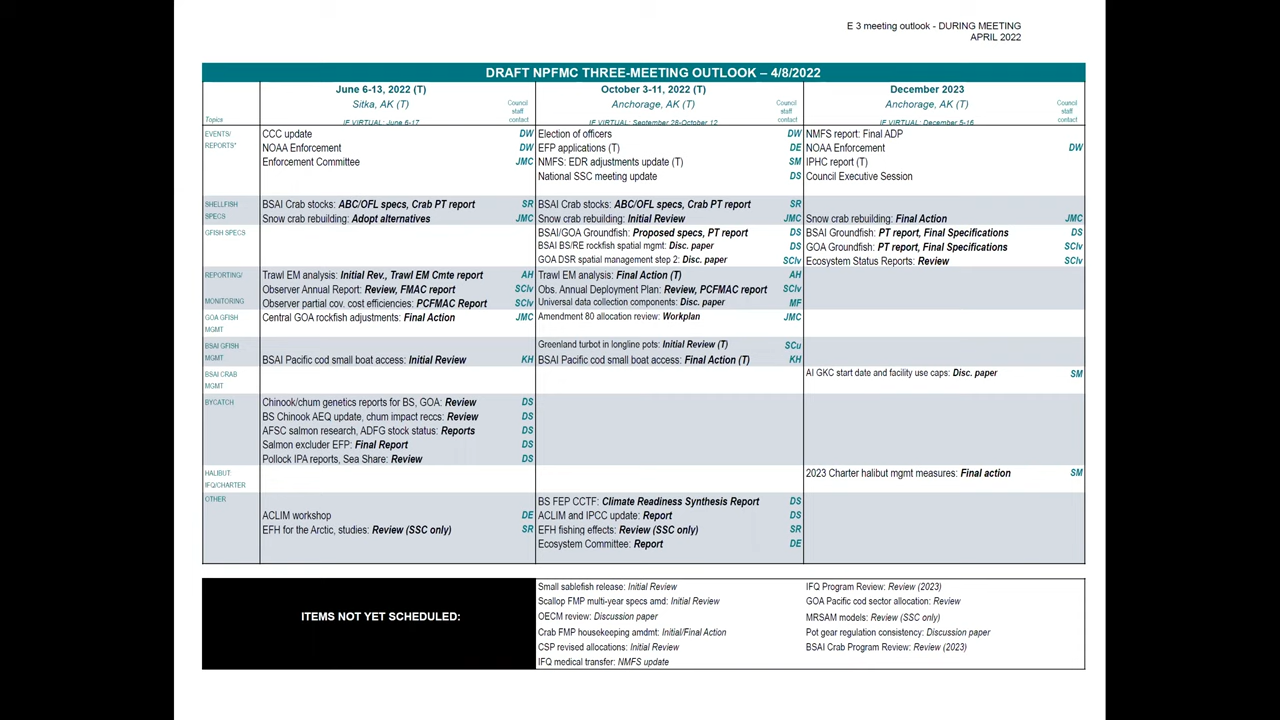 E 3 meeting outlook - DURING MEETING
APRIL 2022
DRAFT NPFMC THREE-MEETING OUTLOOK – 4/8/2022
Topics
June 6-13, 2022 (T)
Sitka, AK (T)
IF VIRTUAL: June 6-17
Council staff contact
October 3-11, 2022 (T)
Anchorage, AK (T)
IF VIRTUAL: September 28-October 12
December 2023
Anchorage, AK (T)
IF VIRTUAL: December 5-16
Council staff contact
EVENTS/
REPORTS*
CCC update DW
NOAA Enforcement DW
Enforcement Committee JMC
Election of officers DW
EFP applications (T) DE
NMFS: EDR adjustments update (T) SM
National SSC meeting update DS
NMFS report: Final ADP
NOAA Enforcement DW
IPHC report (T)
Council Executive Session
SHELLFISH
SPECS
BSAI Crab stocks: ABC/OFL specs, Crab PT report SR
Snow crab rebuilding: Adopt alternatives JMC
BSAI Crab stocks: ABC/OFL specs, Crab PT report SR
Snow crab rebuilding: Initial Review JMC
Snow crab rebuilding: Final Action JMC
GFISH SPECS
BSAI/GOA Groundfish: Proposed specs, PT report DS
BSAI BS/RE rockfish spatial mgmt: Disc. paper DS
GOA DSR spatial management step 2: Disc. paper SClv
BSAI Groundfish: PT report, Final Specifications DS
GOA Groundfish: PT report, Final Specifications SClv
Ecosystem Status Reports: Review SClv
REPORTING/
MONITORING
Trawl EM analysis: Initial Rev., Trawl EM Cmte report AH
Observer Annual Report: Review, FMAC report SClv
Observer partial cov. cost efficiencies: PCFMAC Report SClv
Trawl EM analysis: Final Action (T) AH
Obs. Annual Deployment Plan: Review, PCFMAC report SClv
Universal data collection components: Disc. paper MF
GOA GFISH
MGMT
Central GOA rockfish adjustments: Final Action JMC
Amendment 80 allocation review: Workplan JMC
BSAI GFISH
MGMT
BSAI Pacific cod small boat access: Initial Review KH
Greenland turbot in longline pots: Initial Review (T) SCu
BSAI Pacific cod small boat access: Final Action (T) KH
BSAI CRAB
MGMT
AI GKC start date and facility use caps: Disc. paper SM
BYCATCH
Chinook/chum genetics reports for BS, GOA: Review DS
BS Chinook AEQ update, chum impact reccs: Review DS
AFSC salmon research, ADFG stock status: Reports DS
Salmon excluder EFP: Final Report DS
Pollock IPA reports, Sea Share: Review DS
HALIBUT
IFQ/CHARTER
2023 Charter halibut mgmt measures: Final action SM
OTHER
ACLIM workshop DE
EFH for the Arctic, studies: Review (SSC only) SR
BS FEP CCTF: Climate Readiness Synthesis Report DS
ACLIM and IPCC update: Report DS
EFH fishing effects: Review (SSC only) SR
Ecosystem Committee: Report DE
ITEMS NOT YET SCHEDULED:
Small sablefish release: Initial Review
Scallop FMP multi-year specs amd: Initial Review
OECM review: Discussion paper
Crab FMP housekeeping amdmt: Initial/Final Action
CSP revised allocations: Initial Review
IFQ medical transfer: NMFS update
IFQ Program Review: Review (2023)
GOA Pacific cod sector allocation: Review
MRSAM models: Review (SSC only)
Pot gear regulation consistency: Discussion paper
BSAI Crab Program Review: Review (2023)